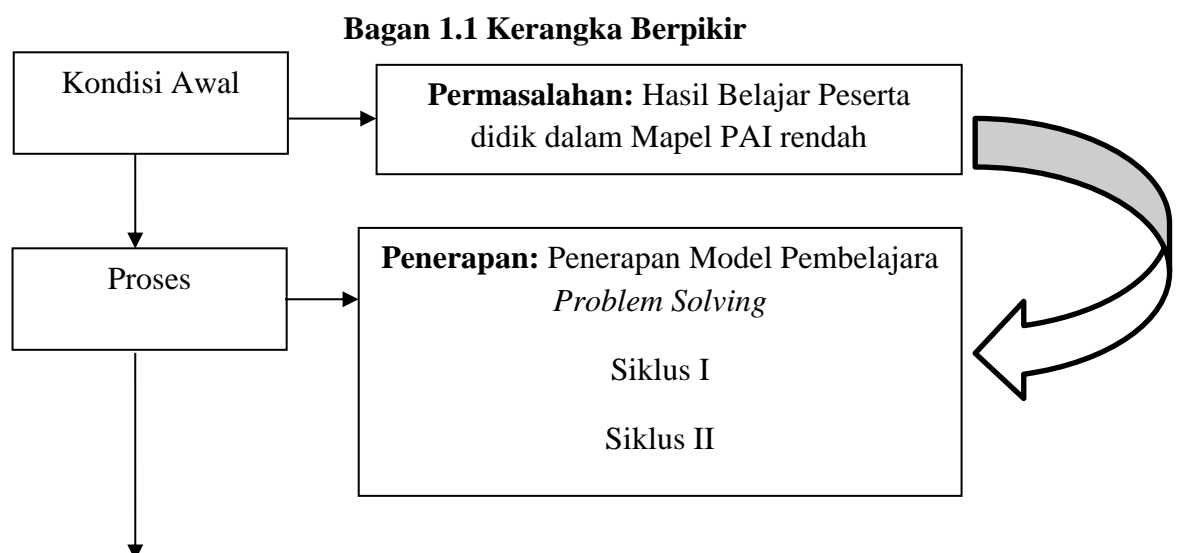 Bagan 1.1 Kerangka Berpikir
Kondisi Awal
Permasalahan: Hasil Belajar Peserta
didik dalam Mapel PAI rendah
Proses
Penerapan: Penerapan Model Pembelajara
Problem Solving
Siklus I
Siklus II